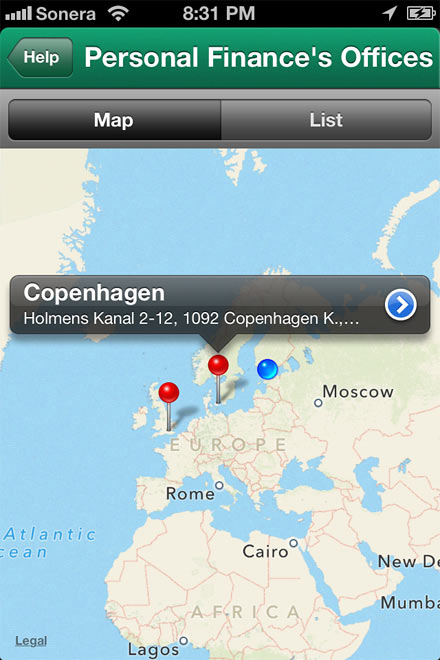 Sonera 8:31 PM
Help Personal Finance's Offices
Map List
Copenhagen
Holmens Kanal 2-12, 1092 Copenhagen K.,...
Moscow
EUROPE
Rome
Atlantic
cean
Cairo
New De
Mumba
AFRICA
Legal
Lagos